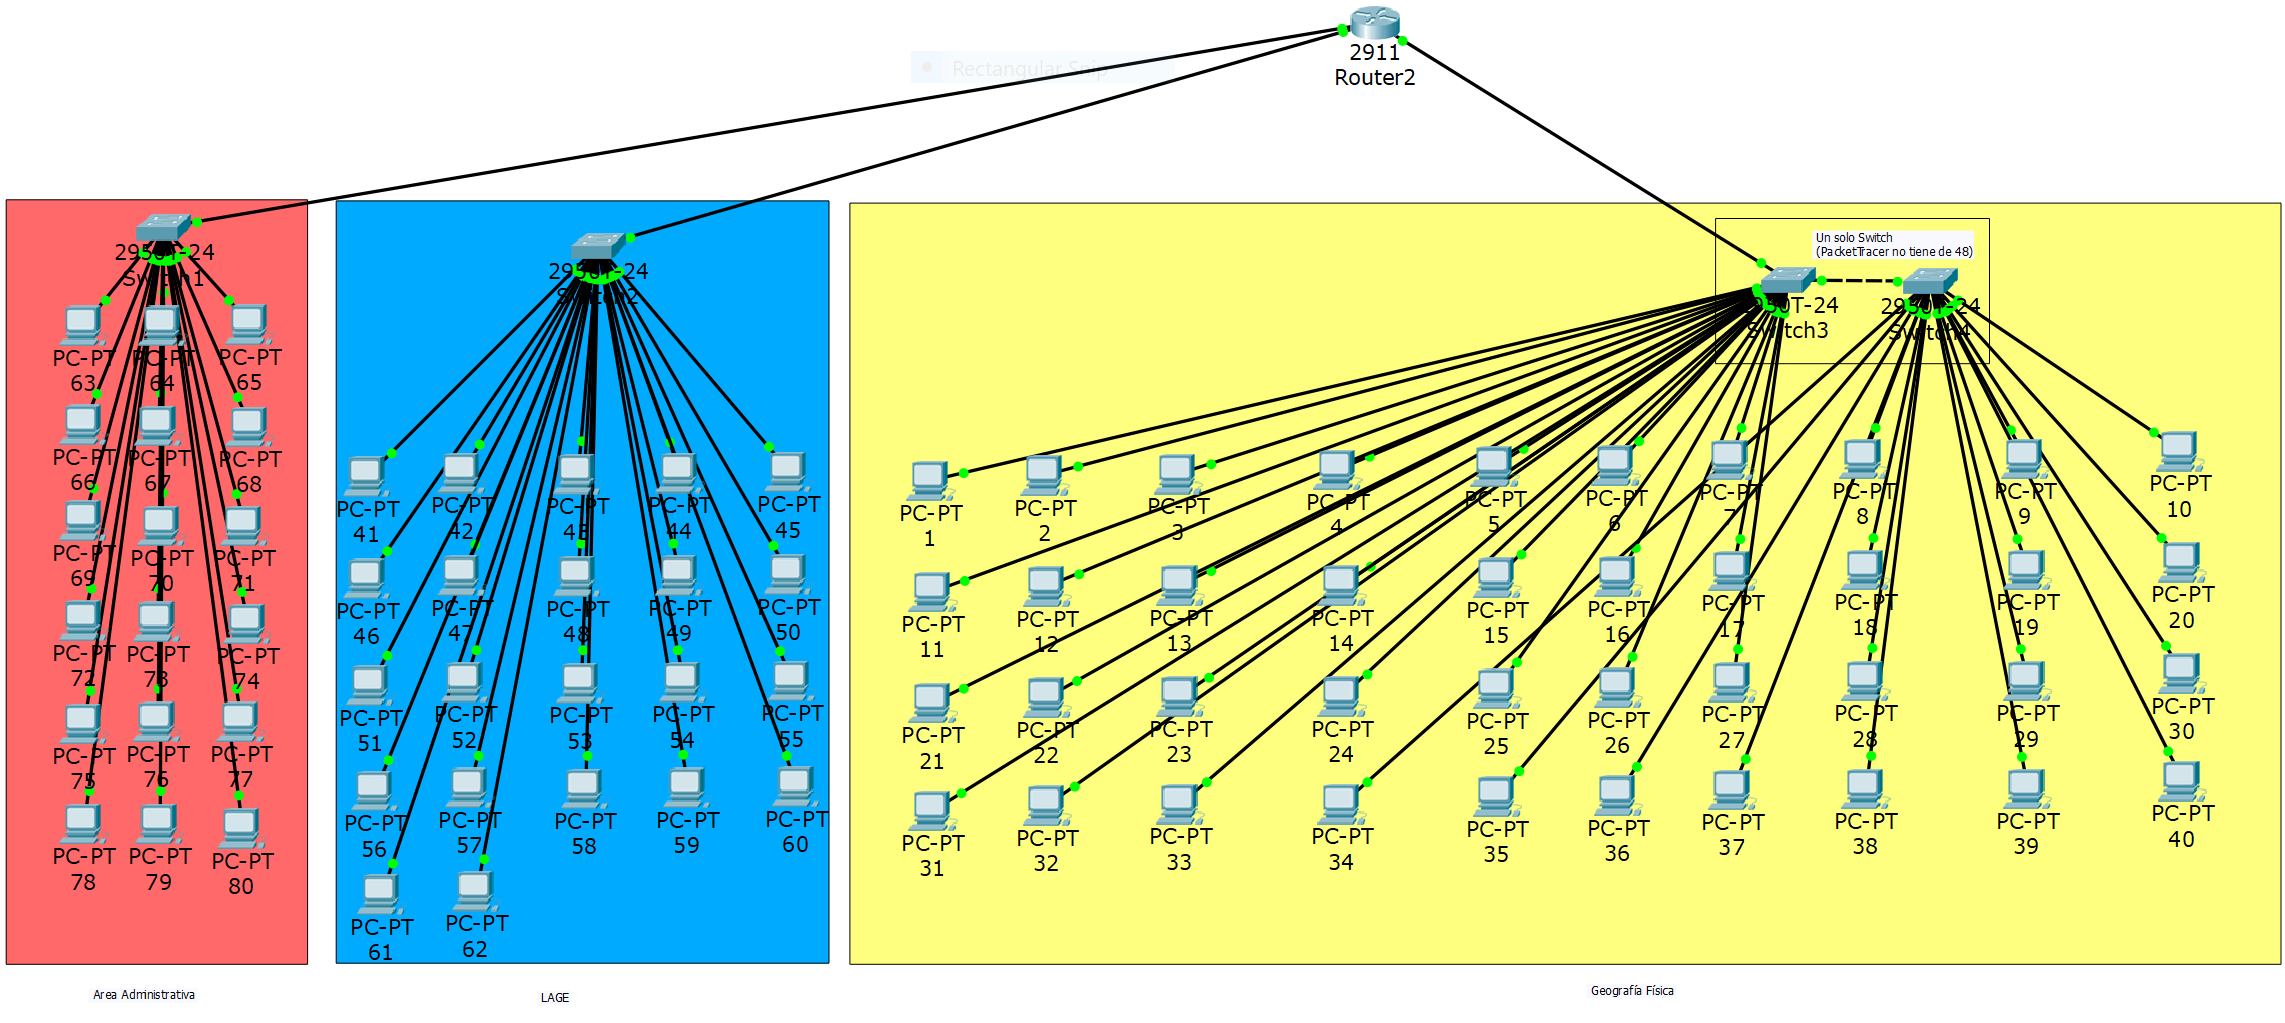 Rectangular Snip
2911
Router2
2950T-24
Switch1
PC-PT
63
PC-PT
64
PC-PT
65
PC-PT
66
PC-PT
67
PC-PT
68
PC-PT
69
PC-PT
70
PC-PT
71
PC-PT
72
PC-PT
73
PC-PT
74
PC-PT
75
PC-PT
76
PC-PT
77
PC-PT
78
PC-PT
79
PC-PT
80
Area Administrativa
2950T-24
Switch2
PC-PT
41
PC-PT
42
PC-PT
43
PC-PT
44
PC-PT
45
PC-PT
46
PC-PT
47
PC-PT
48
PC-PT
49
PC-PT
50
PC-PT
51
PC-PT
52
PC-PT
53
PC-PT
54
PC-PT
55
PC-PT
56
PC-PT
57
PC-PT
58
PC-PT
59
PC-PT
60
PC-PT
61
PC-PT
62
LAGE
Un solo Switch
(PacketTracer no tiene de 48)
2950T-24
Switch3
2950T-24
Switch4
PC-PT
1
PC-PT
2
PC-PT
3
PC-PT
4
PC-PT
5
PC-PT
6
PC-PT
7
PC-PT
8
PC-PT
9
PC-PT
10
PC-PT
11
PC-PT
12
PC-PT
13
PC-PT
14
PC-PT
15
PC-PT
16
PC-PT
17
PC-PT
18
PC-PT
19
PC-PT
20
PC-PT
21
PC-PT
22
PC-PT
23
PC-PT
24
PC-PT
25
PC-PT
26
PC-PT
27
PC-PT
28
PC-PT
29
PC-PT
30
PC-PT
31
PC-PT
32
PC-PT
33
PC-PT
34
PC-PT
35
PC-PT
36
PC-PT
37
PC-PT
38
PC-PT
39
PC-PT
40
Geografía Física